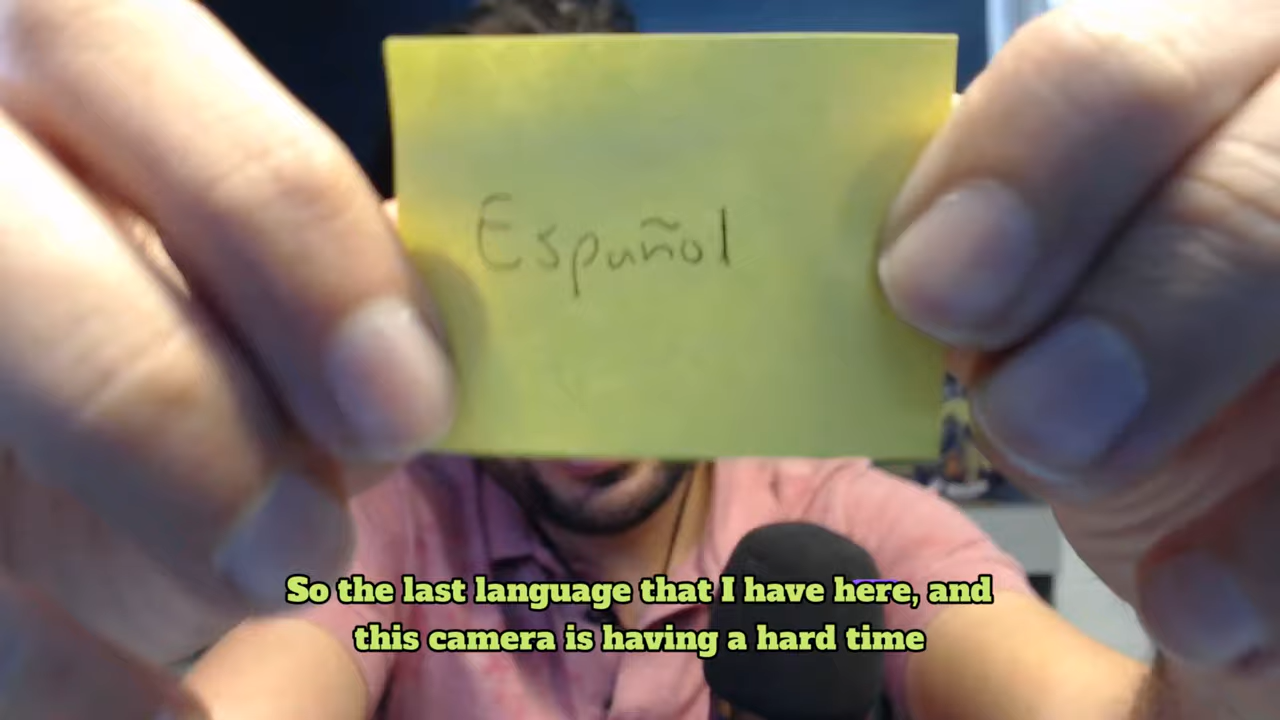 Español
So the last language that I have here, and
this camera is having a hard time